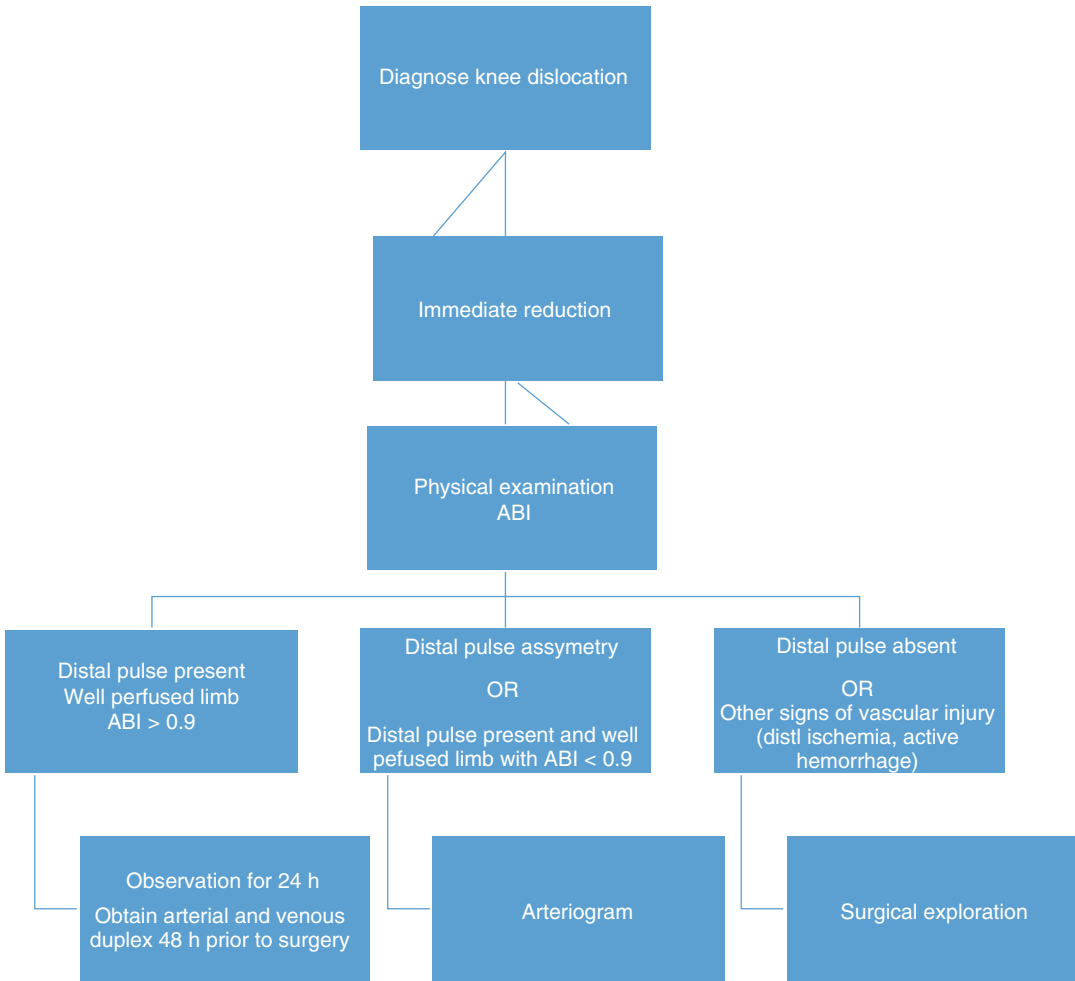 Diagnose knee dislocation
Immediate reduction
Physical examination
ABI
Distal pulse present
Well perfused limb
ABI > 0.9
Distal pulse assymetry
OR
Distal pulse present and well
pefused limb with ABI < 0.9
Distal pulse absent
OR
Other signs of vascular injury
(distl ischemia, active
hemorrhage)
Observation for 24 h
Obtain arterial and venous
duplex 48 h prior to surgery
Arteriogram
Surgical exploration